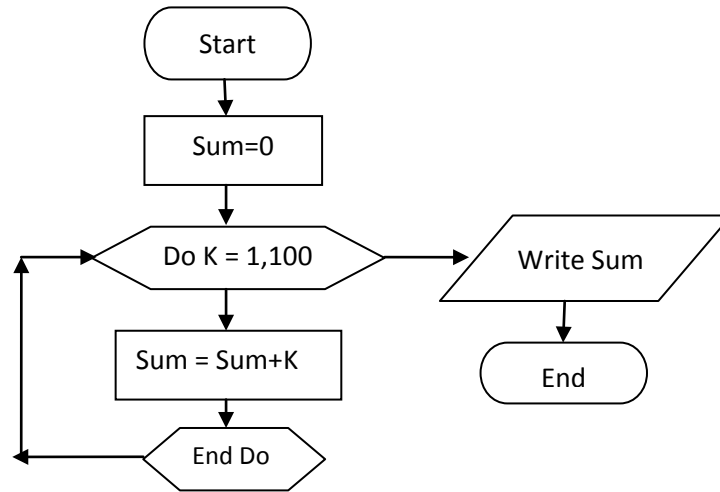 Start
Sum=0
Do K = 1,100
Write Sum
Sum = Sum+K
End
End Do